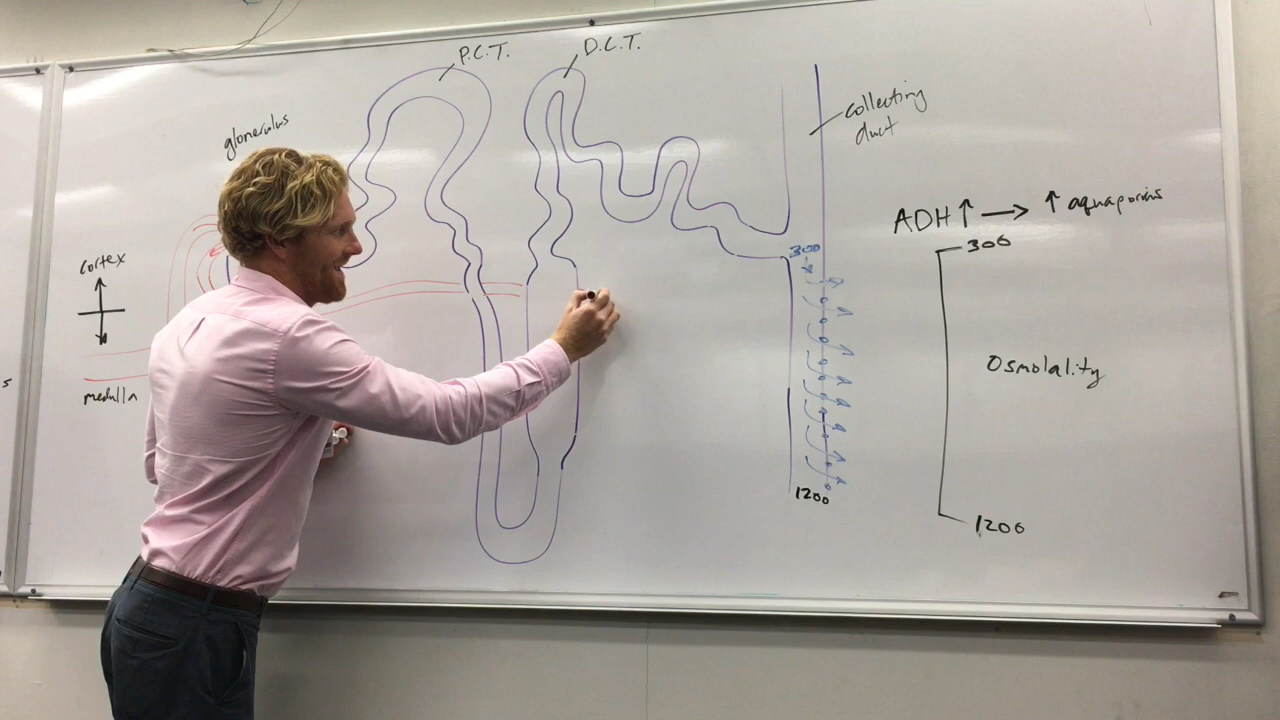 P.C.T.
D.C.T.
glomerulus
collecting
duct
ADH↑ → ↑ aquaporins
cortex
300
300
s
Osmolality
medulla
1200
1200